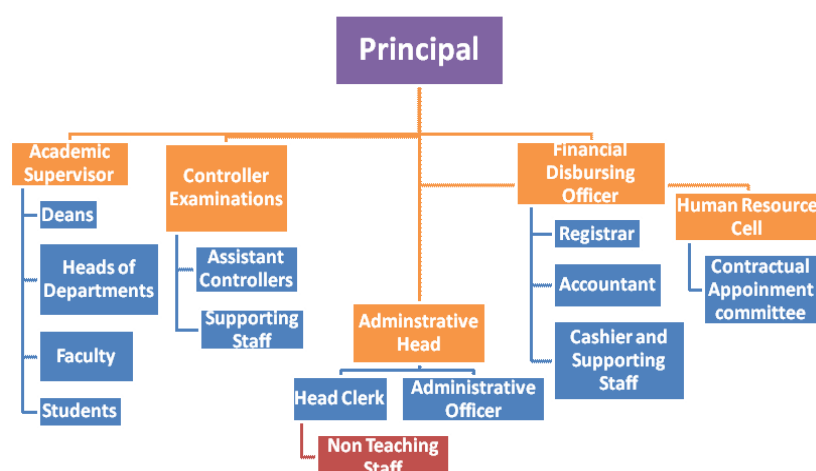 Principal
Academic
Supervisor
Deans
Heads of
Departments
Faculty
Students
Controller
Examinations
Assistant
Controllers
Supporting
Staff
Adminstrative
Head
Head Clerk
Administrative
Officer
Non Teaching
Staff
Financial
Disbursing
Officer
Registrar
Accountant
Cashier and
Supporting
Staff
Human Resource
Cell
Contractual
Appoinment
committee